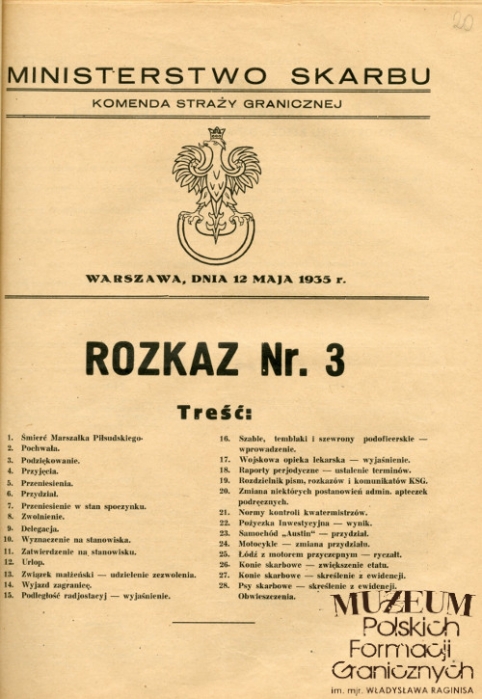 20
MINISTERSTWO SKARBU
KOMENDA STRAŻY GRANICZNEJ
WARSZAWA, DNIA 12 MAJA 1935 r.
ROZKAZ Nr. 3
Treść:
1. Śmierć Marszałka Piłsudskiego-
2. Pochwała.
3. Podziękowanie.
4. Przyjęcia.
5. Przeniesienia.
6. Przydział.
7. Przeniesienie w stan spoczynku.
8. Zwolnienie.
9. Delegacja.
10. Wyznaczenie na stanowiska.
11. Zatwierdzenie na stanowisku.
12. Urlop.
13. Związek małżeński — udzielenie zezwolenia.
14. Wyjazd zagranicę.
15. Podległość radjostacyj — wyjaśnienie.
16. Szable, temblaki i szewrony podoficerskie —
wprowadzenie.
17. Wojskowa opieka lekarska — wyjaśnienie.
18. Raporty perjodyczne — ustalenie terminów.
19. Rozdzielnik pism, rozkazów i komunikatów KSG.
20. Zmiana niektórych postanowień admin. apteczek
podręcznych.
21. Normy kontroli kwatermistrzów.
22. Pożyczka Inwestycyjna — wynik.
23. Samochód „Austin" — przydział.
24. Motocykle — zmiana przydziału.
25. Łódź z motorem przyczepnym — ryczałt.
26. Konie skarbowe — zwiększenie etatu.
27. Konie skarbowe — skreślenie z ewidencji.
28. Psy skarbowe — skreślenie z ewidencji.
Obwieszczenia.
MUZEUM
Polskich
Formacji
Granicznych
im. mjr. WŁADYSŁAWA RAGINISA